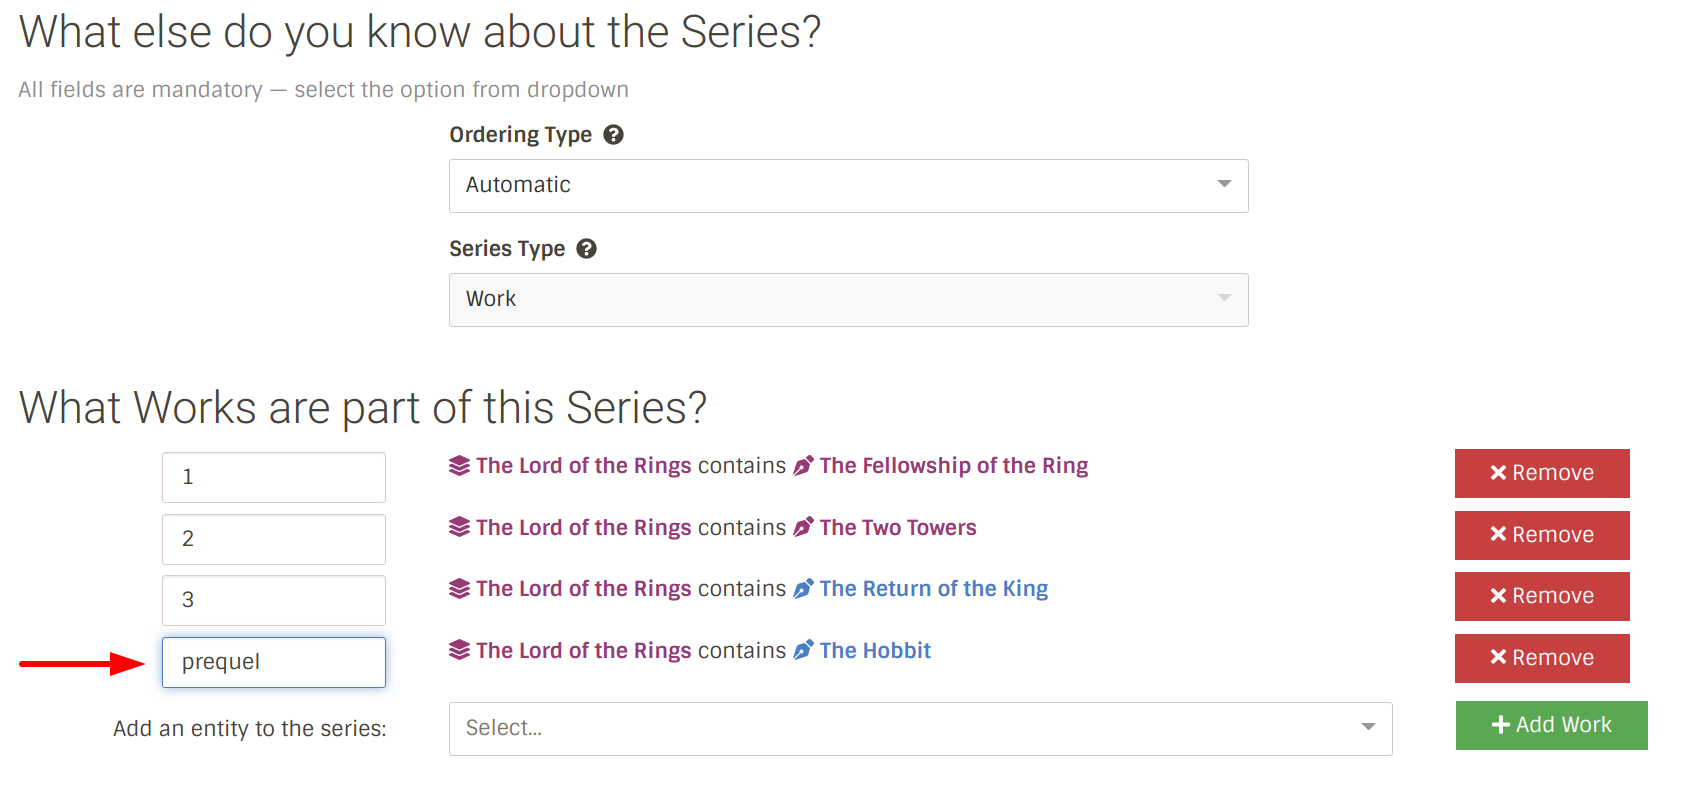 What else do you know about the Series?
All fields are mandatory — select the option from dropdown
Ordering Type
Automatic
Series Type
Work
What Works are part of this Series?
1 The Lord of the Rings contains The Fellowship of the Ring Remove
2 The Lord of the Rings contains The Two Towers Remove
3 The Lord of the Rings contains The Return of the King Remove
prequel The Lord of the Rings contains The Hobbit Remove
Add an entity to the series: Select... Add Work